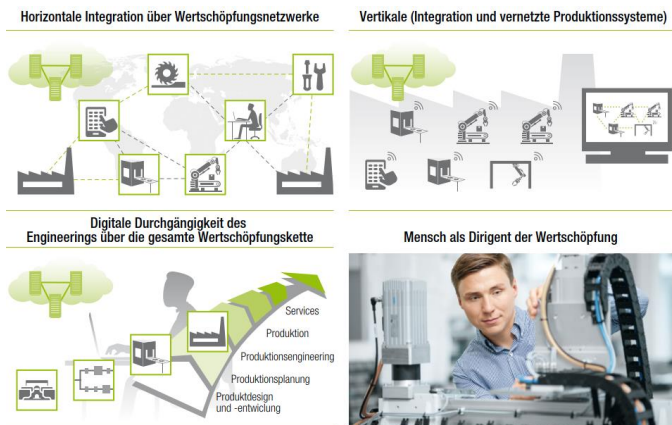 Horizontale Integration über Wertschöpfungsnetzwerke
Vertikale (Integration und vernetzte Produktionssysteme)
Digitale Durchgängigkeit des
Engineerings über die gesamte Wertschöpfungskette
Services
Produktion
Produktionsengineering
Produktionsplanung
Produktdesign
und -entwiclung
Mensch als Dirigent der Wertschöpfung